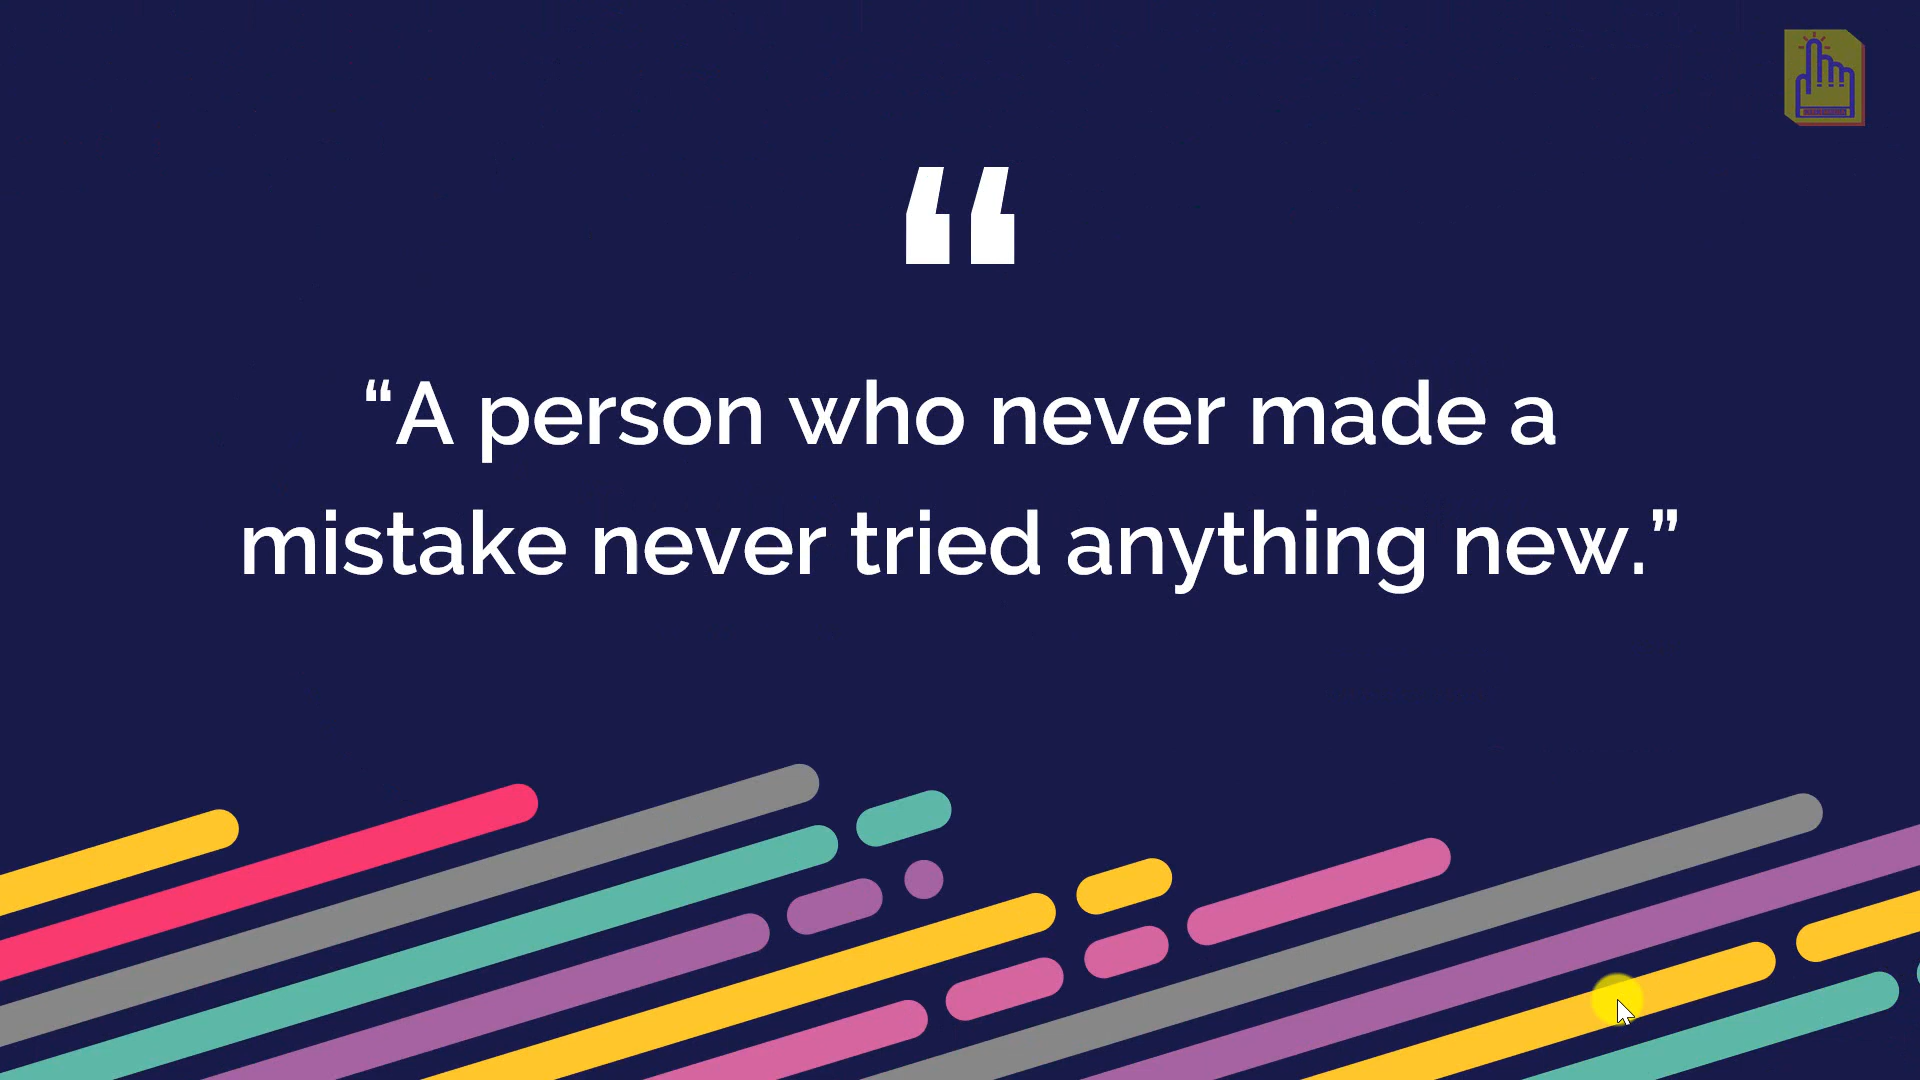 “
“A person who never made a
mistake never tried anything new.”